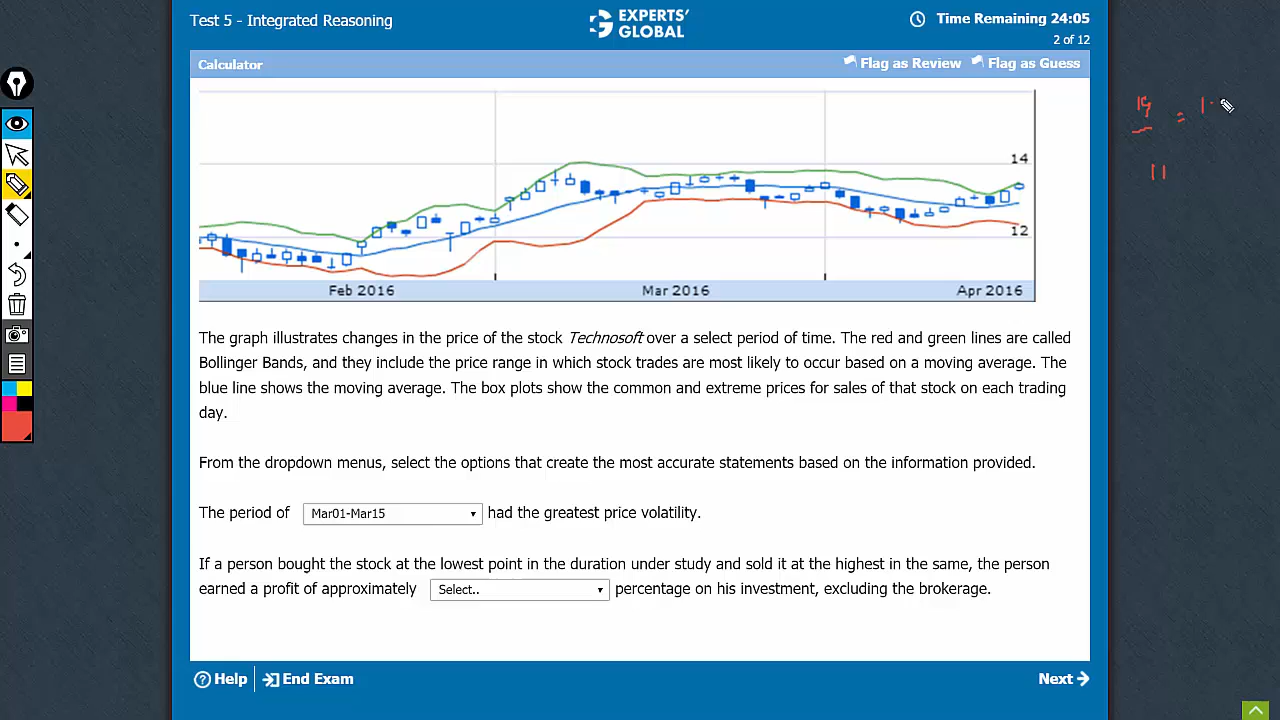 Test 5 - Integrated Reasoning
EXPERTS'
GLOBAL
Time Remaining 24:05
2 of 12
Calculator
Flag as Review
Flag as Guess
14
12
Feb 2016
Mar 2016
Apr 2016
The graph illustrates changes in the price of the stock Technosoft over a select period of time. The red and green lines are called
Bollinger Bands, and they include the price range in which stock trades are most likely to occur based on a moving average. The
blue line shows the moving average. The box plots show the common and extreme prices for sales of that stock on each trading
day.
From the dropdown menus, select the options that create the most accurate statements based on the information provided.
The period of Mar01-Mar15 had the greatest price volatility.
If a person bought the stock at the lowest point in the duration under study and sold it at the highest in the same, the person
earned a profit of approximately Select.. percentage on his investment, excluding the brokerage.
Help
End Exam
Next
=
11